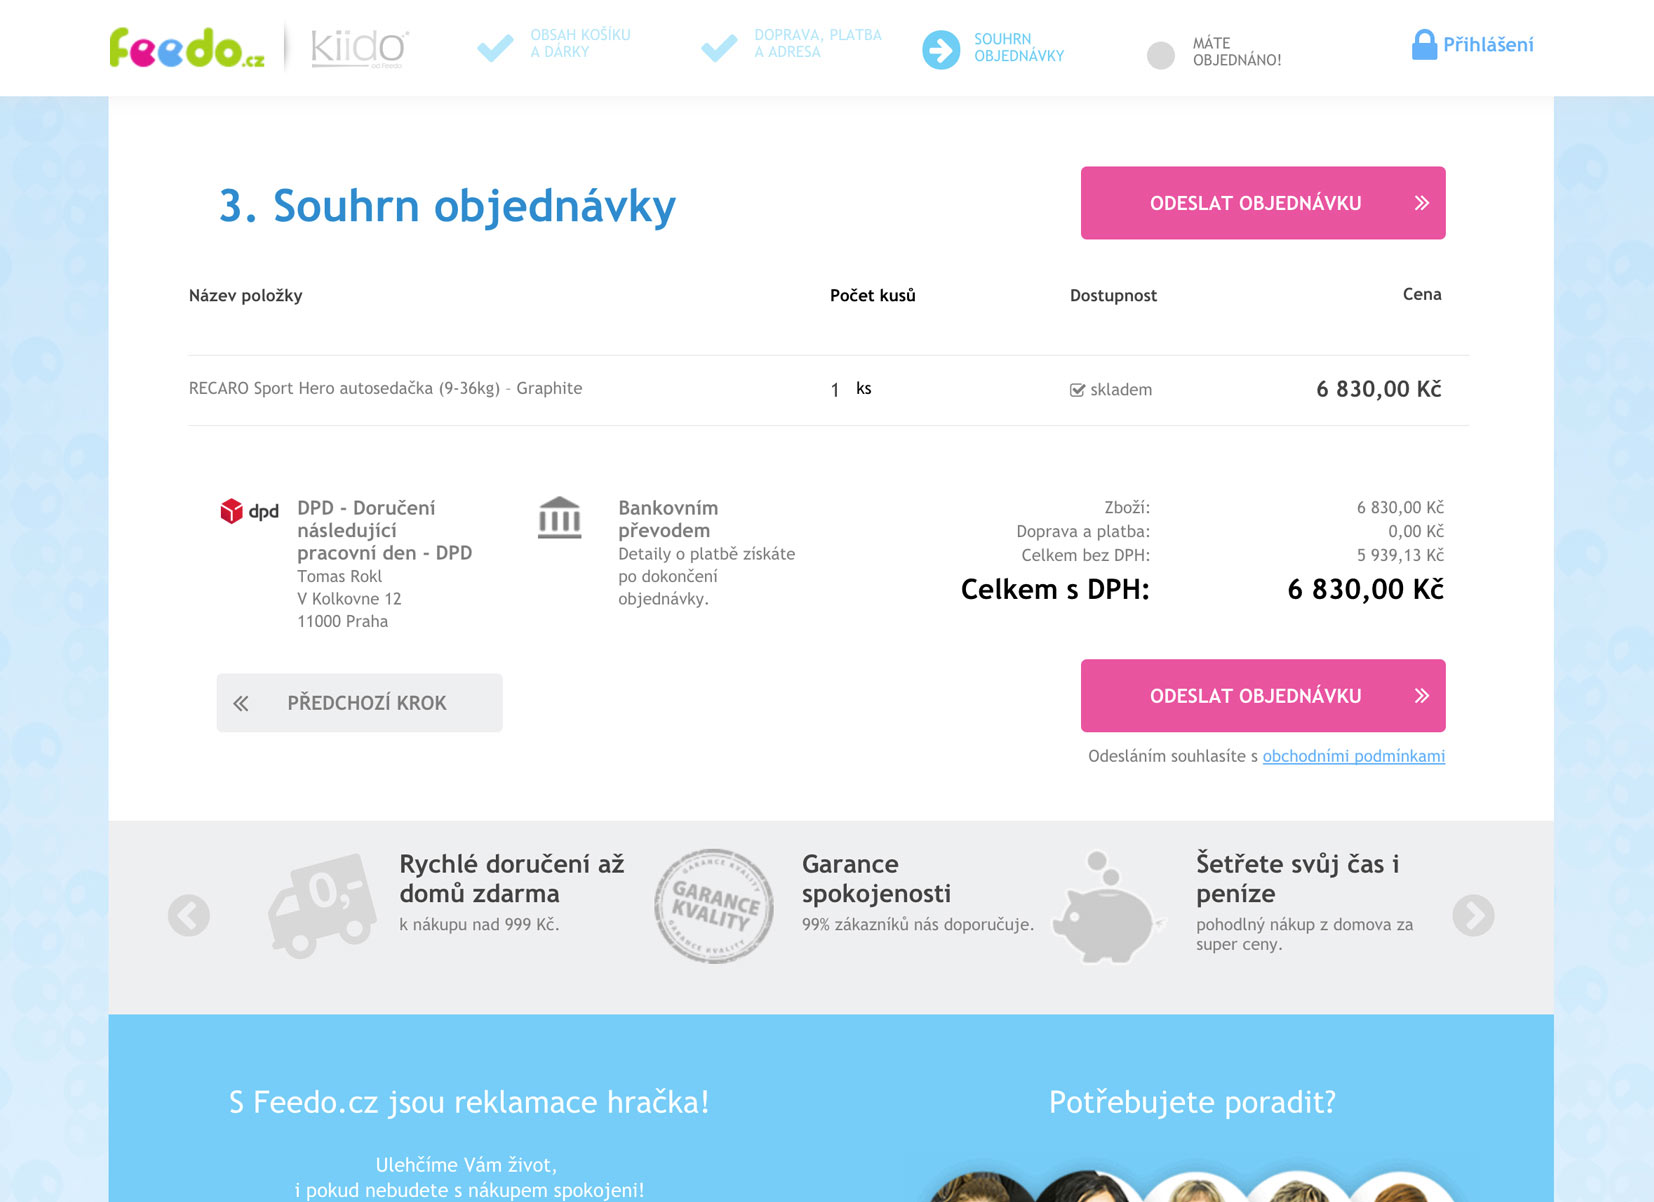 Feedo.cz
kiido
od Feedo
OBSAH KOŠÍKU
A DÁRKY
DOPRAVA, PLATBA
A ADRESA
SOUHRN
OBJEDNÁVKY
MÁTE
OBJEDNÁNO!
Přihlášení
3. Souhrn objednávky
ODESLAT OBJEDNÁVKU
Název položky Počet kusů Dostupnost Cena
RECARO Sport Hero autosedačka (9-36kg) - Graphite 1 ks skladem 6 830,00 Kč
dpd
DPD - Doručení
následující
pracovní den - DPD
Tomas Rokl
V Kolkovne 12
11000 Praha
Bankovním
převodem
Detaily o platbě získáte
po dokončení
objednávky.
Zboží: 6 830,00 Kč
Doprava a platba: 0,00 Kč
Celkem bez DPH: 5 939,13 Kč
Celkem s DPH: 6 830,00 Kč
PŘEDCHOZÍ KROK
ODESLAT OBJEDNÁVKU
Odesláním souhlasíte s obchodními podmínkami
0,-
Rychlé doručení až
domů zdarma
k nákupu nad 999 Kč.
GARANCE KVALITY
GARANCE
KVALITY
GARANCE KVALITY
Garance
spokojenosti
99% zákazníků nás doporučuje.
Šetřete svůj čas i
peníze
pohodlný nákup z domova za
super ceny.
S Feedo.cz jsou reklamace hračka!
Ulehčíme Vám život,
i pokud nebudete s nákupem spokojeni!
Potřebujete poradit?